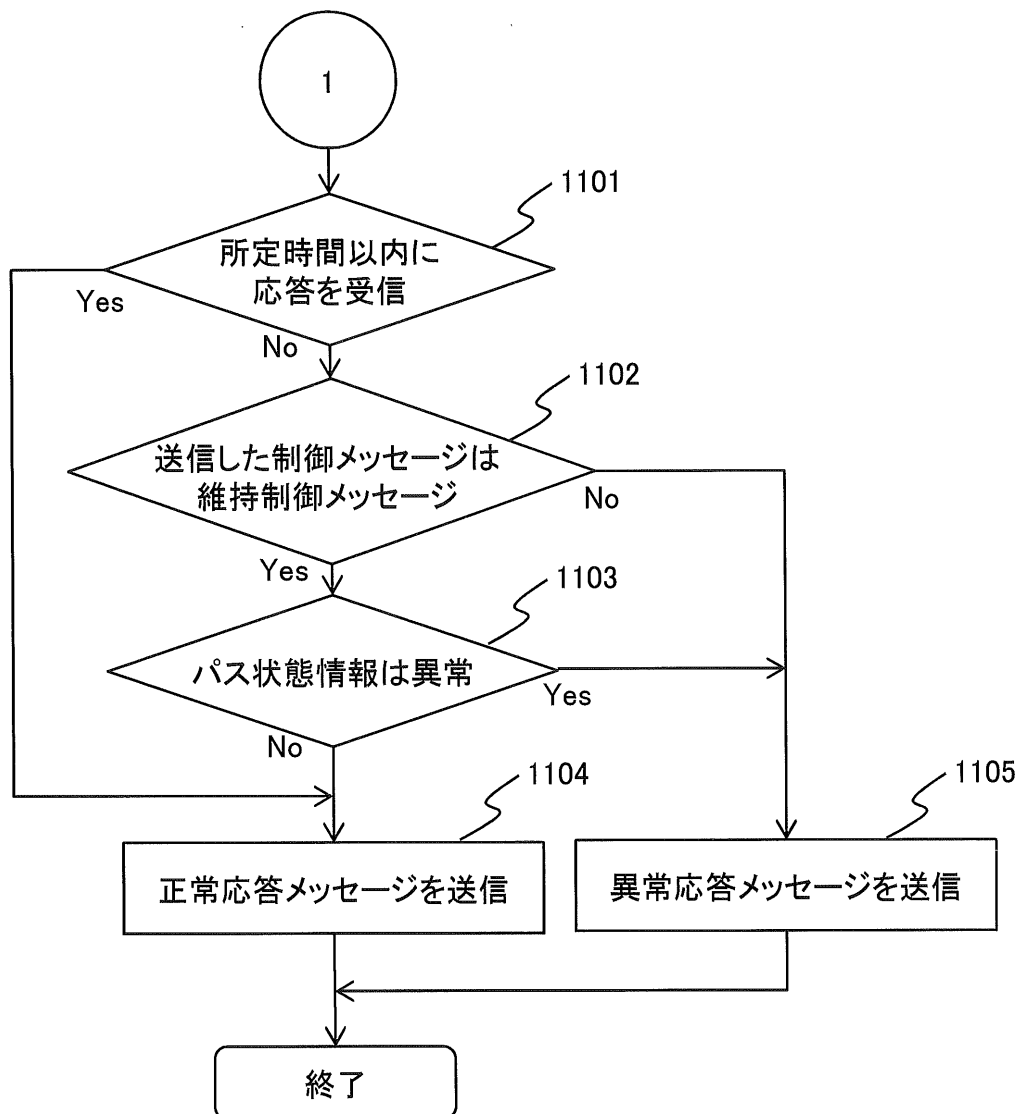 1
1101
所定時間以内に
応答を受信
Yes
No
1102
送信した制御メッセージは
維持制御メッセージ
No
Yes
1103
パス状態情報は異常
Yes
No
1104
1105
正常応答メッセージを送信
異常応答メッセージを送信
終了